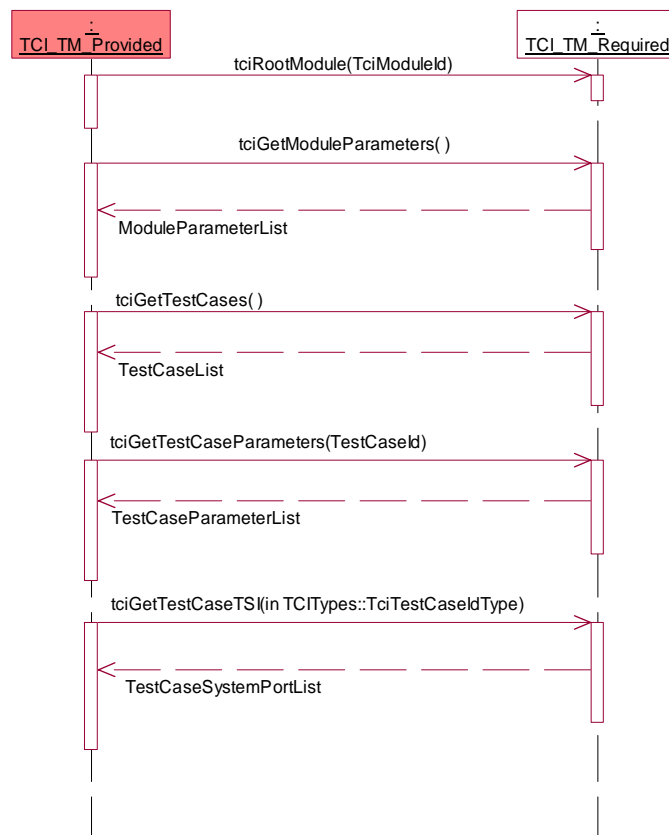 :
TCI_TM_Provided
:
TCI_TM_Required
tciRootModule(TciModuleId)
tciGetModuleParameters( )
ModuleParameterList
tciGetTestCases( )
TestCaseList
tciGetTestCaseParameters(TestCaseId)
TestCaseParameterList
tciGetTestCaseTSI(in TCITypes::TciTestCaseIdType)
TestCaseSystemPortList